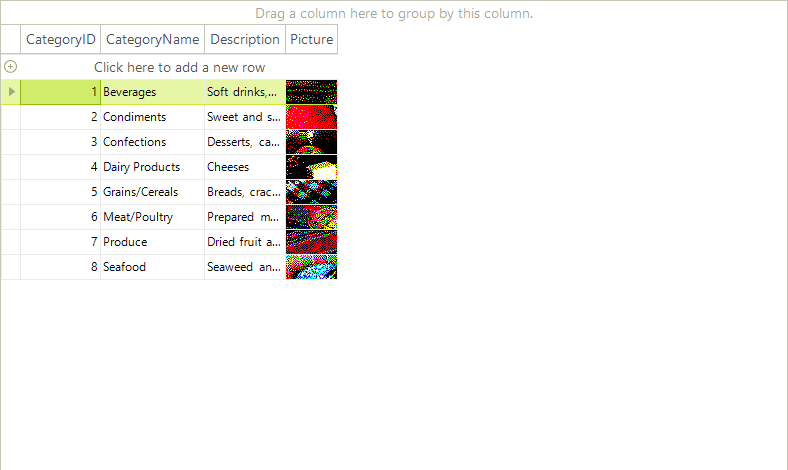 Drag a column here to group by this column.
CategoryID CategoryName Description Picture
Click here to add a new row
1 Beverages Soft drinks,...
2 Condiments Sweet and s...
3 Confections Desserts, ca...
4 Dairy Products Cheeses
5 Grains/Cereals Breads, crac...
6 Meat/Poultry Prepared m...
7 Produce Dried fruit a...
8 Seafood Seaweed an...